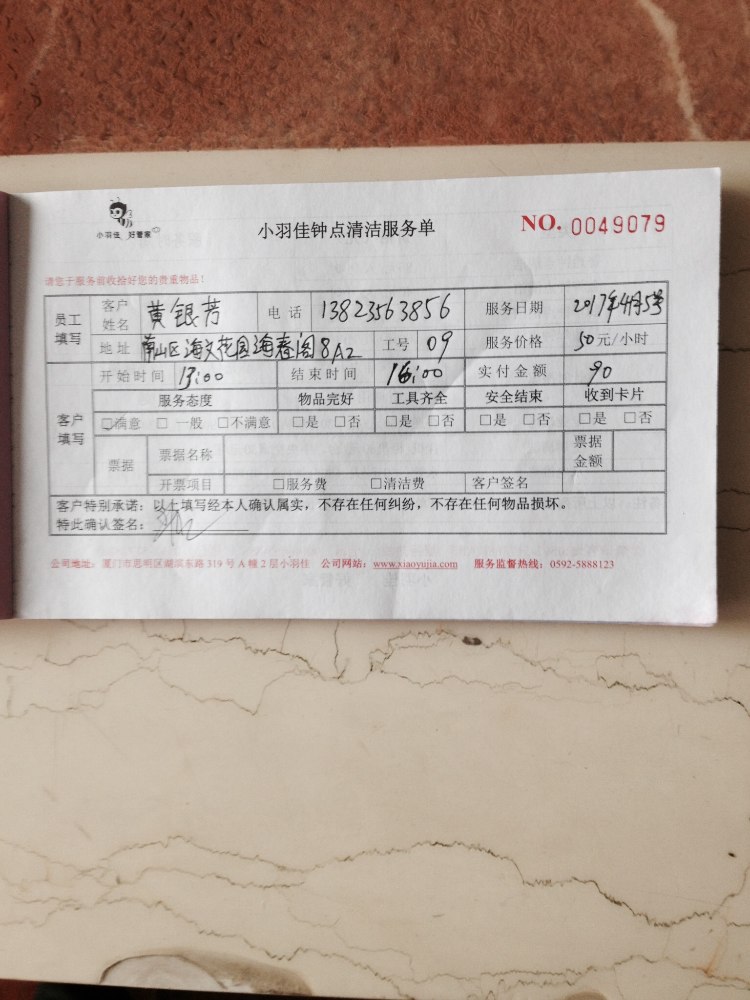 小羽佳 好管家
小羽佳钟点清洁服务单
NO. 0049079
请您于服务前收拾好您的贵重物品！
员工填写 客户姓名 黄银芳 电话 13823563856 服务日期 2017年4月5号
地址 南山区海文花园海春阁8A2 工号 09 服务价格 50元/小时
开始时间 13:00 结束时间 16:00 实付金额 90
客户填写 服务态度 物品完好 工具齐全 安全结束 收到卡片
☐满意 ☐一般 ☐不满意 ☐是 ☐否 ☐是 ☐否 ☐是 ☐否 ☐是 ☐否
票据 票据名称 票据金额
开票项目 ☐服务费 ☐清洁费 客户签名
客户特别承诺：以上填写经本人确认属实，不存在任何纠纷，不存在任何物品损坏。
特此确认签名：
公司地址：厦门市思明区湖滨东路319号A幢2层小羽佳 公司网站：www.xiaoyujia.com 服务监督热线：0592-5888123